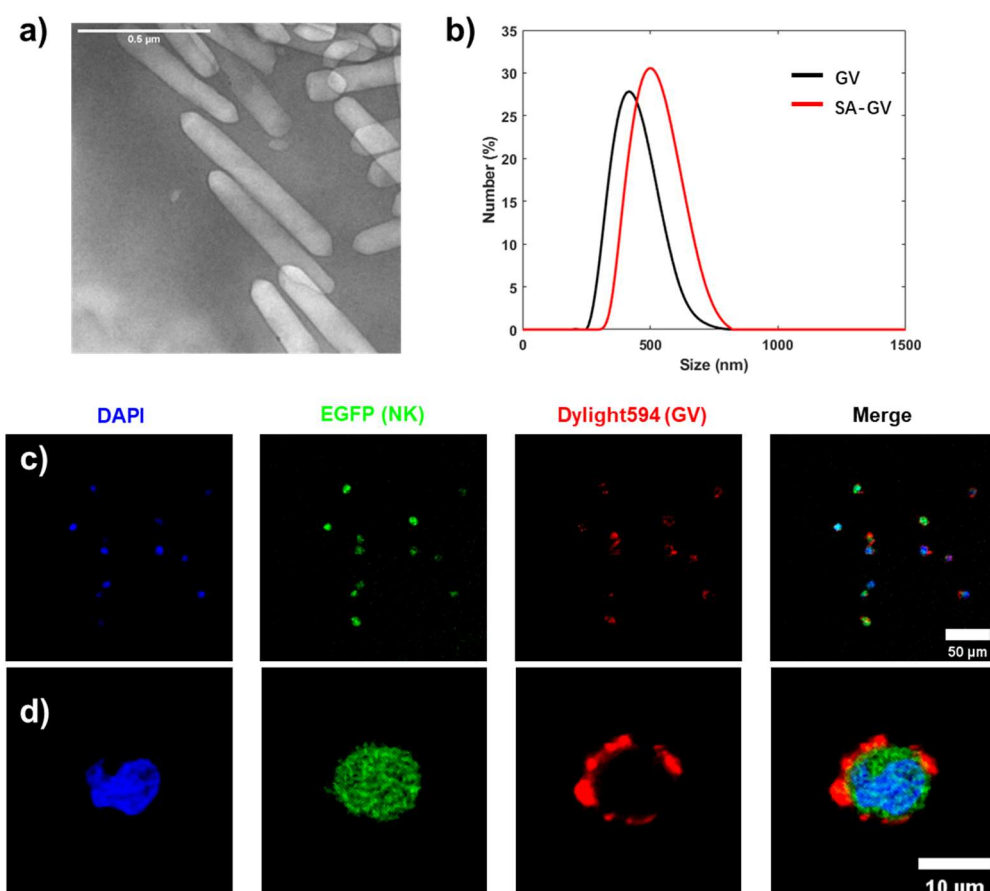 a)
0.5 µm
b)
35
30
25
20
15
10
5
0
Number (%)
GV
SA-GV
0 500 1000 1500
Size (nm)
DAPI EGFP (NK) Dylight594 (GV) Merge
c)
50 µm
d)
10 µm